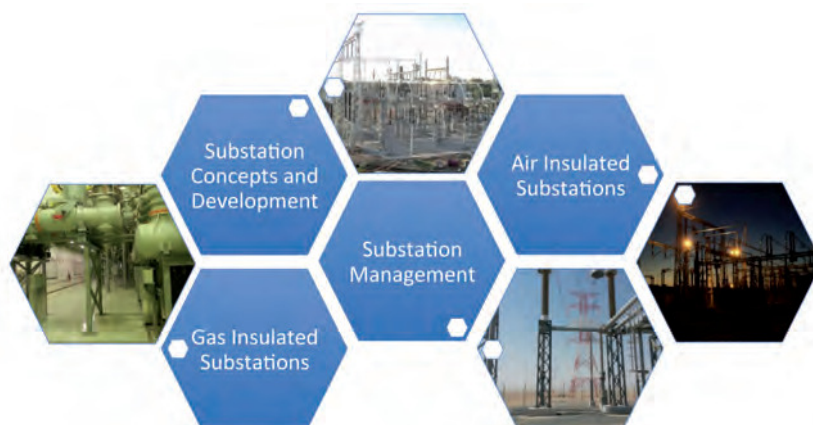 Substation
Concepts and
Development
Air Insulated
Substations
Substation
Management
Gas Insulated
Substations